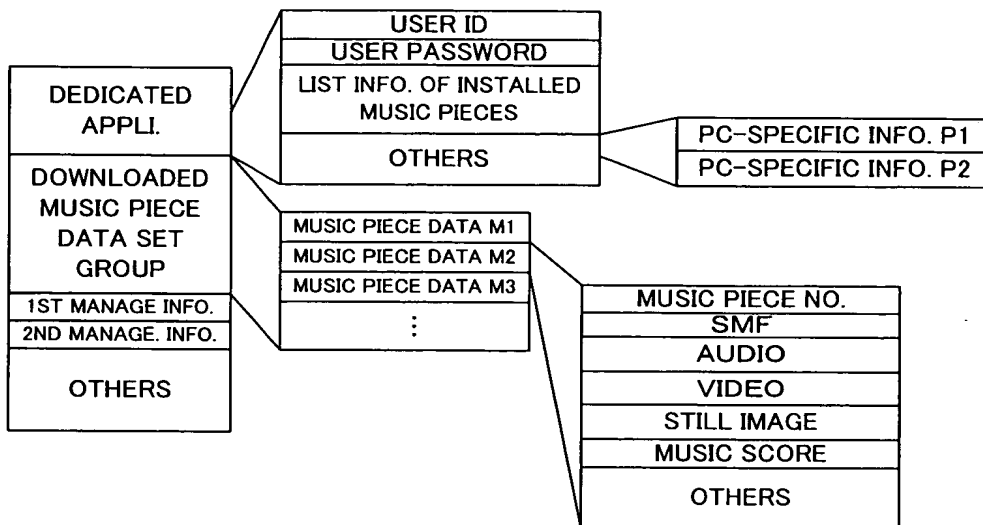 DEDICATED
APPLI.
DOWNLOADED
MUSIC PIECE
DATA SET
GROUP
1ST MANAGE INFO.
2ND MANAGE. INFO.
OTHERS
USER ID
USER PASSWORD
LIST INFO. OF INSTALLED
MUSIC PIECES
OTHERS
PC-SPECIFIC INFO. P1
PC-SPECIFIC INFO. P2
MUSIC PIECE DATA M1
MUSIC PIECE DATA M2
MUSIC PIECE DATA M3
⋮
MUSIC PIECE NO.
SMF
AUDIO
VIDEO
STILL IMAGE
MUSIC SCORE
OTHERS